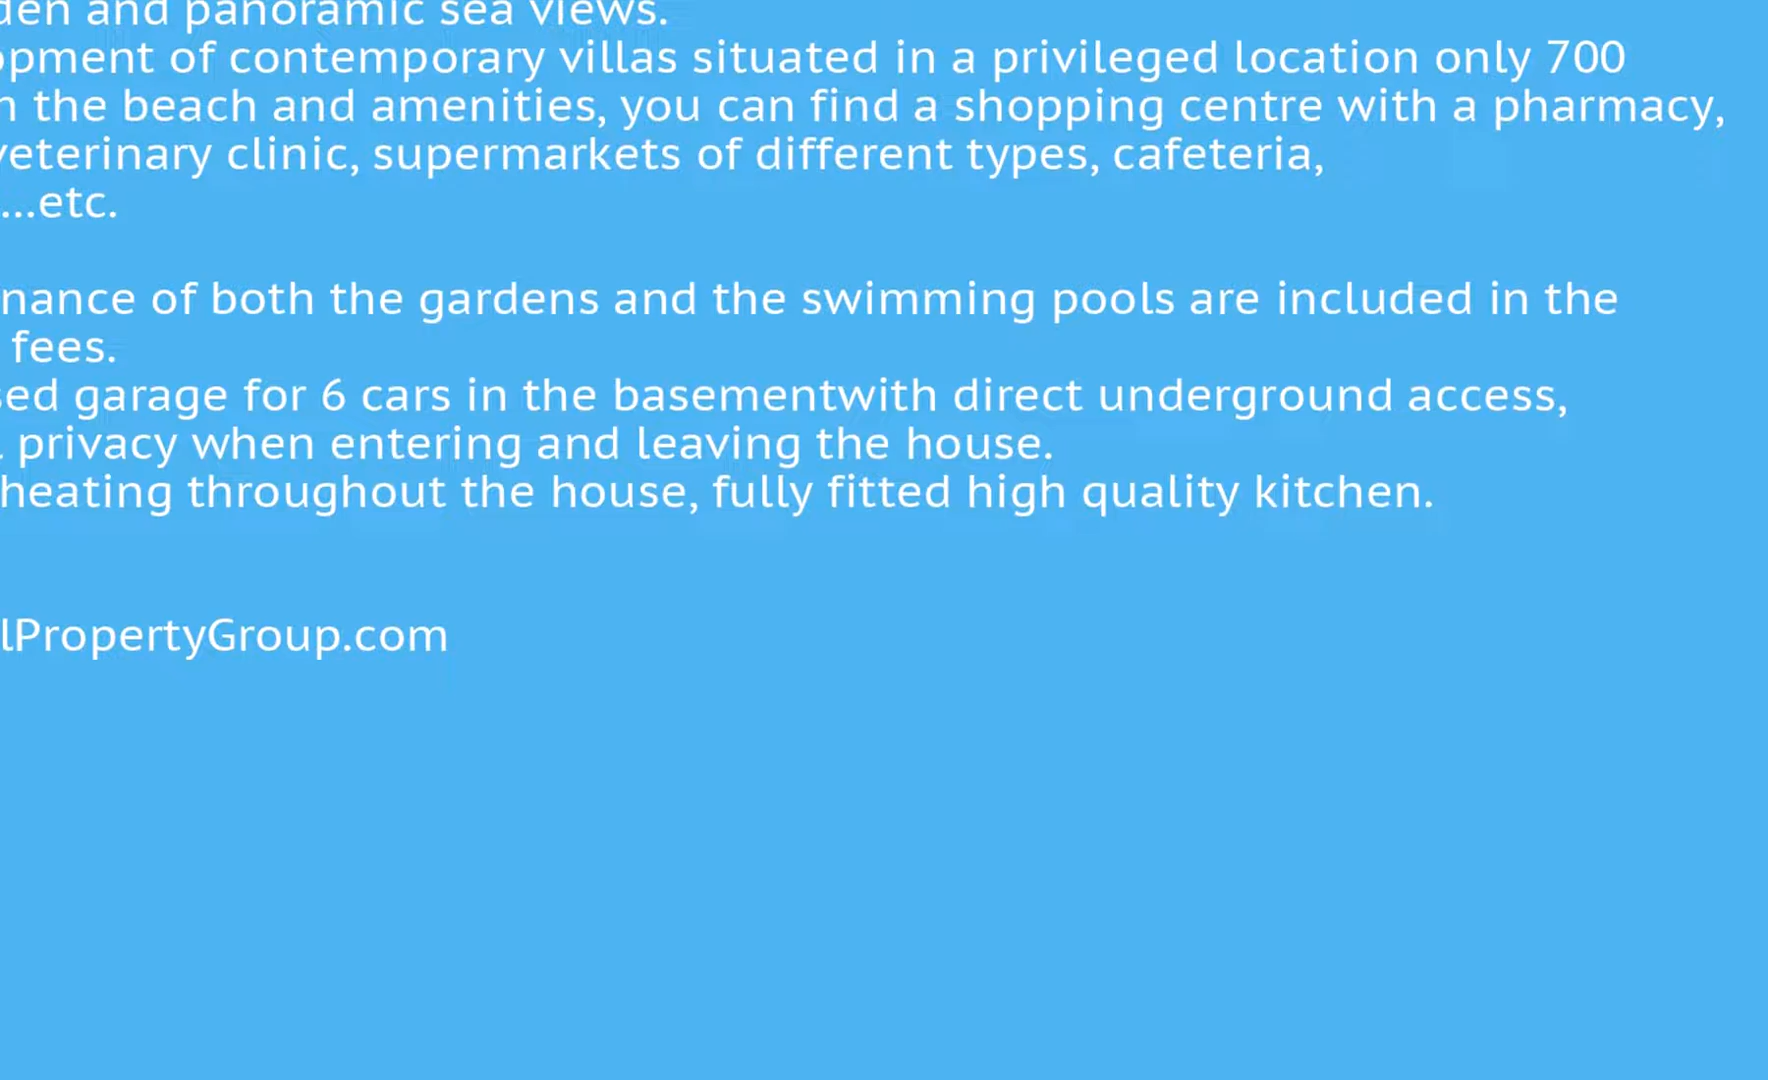 den and panoramic sea views.
opment of contemporary villas situated in a privileged location only 700
the beach and amenities, you can find a shopping centre with a pharmacy,
veterinary clinic, supermarkets of different types, cafeteria,
...etc.
nance of both the gardens and the swimming pools are included in the
fees.
sed garage for 6 cars in the basementwith direct underground access,
privacy when entering and leaving the house.
heating throughout the house, fully fitted high quality kitchen.
lPropertyGroup.com